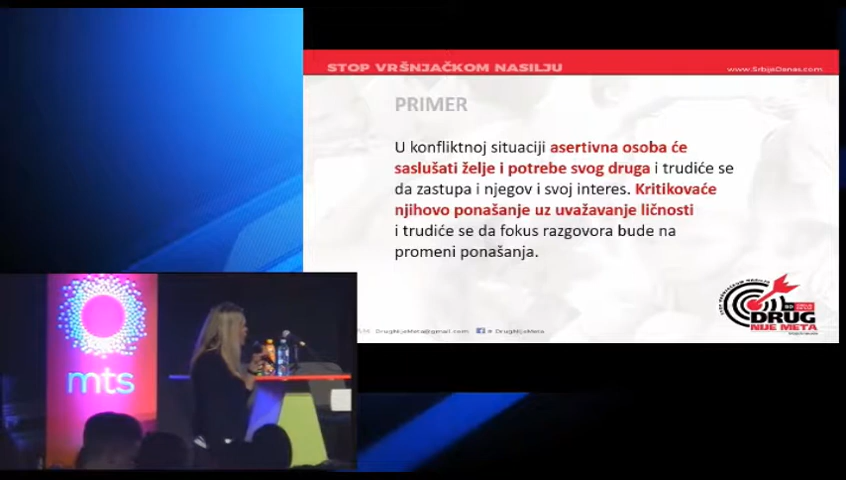 STOP VRŠNJAČKOM NASILJU
www.SrbijaDanas.com
PRIMER
U konfliktnoj situaciji asertivna osoba će
saslušati želje i potrebe svog druga i trudiće se
da zastupa i njegov i svoj interes. Kritikovaće
njihovo ponašanje uz uvažavanje ličnosti
i trudiće se da fokus razgovora bude na
promeni ponašanja.
DRUG
NIJE META
DrugNijeMeta@gmail.com
# DrugNijeMeta
mts